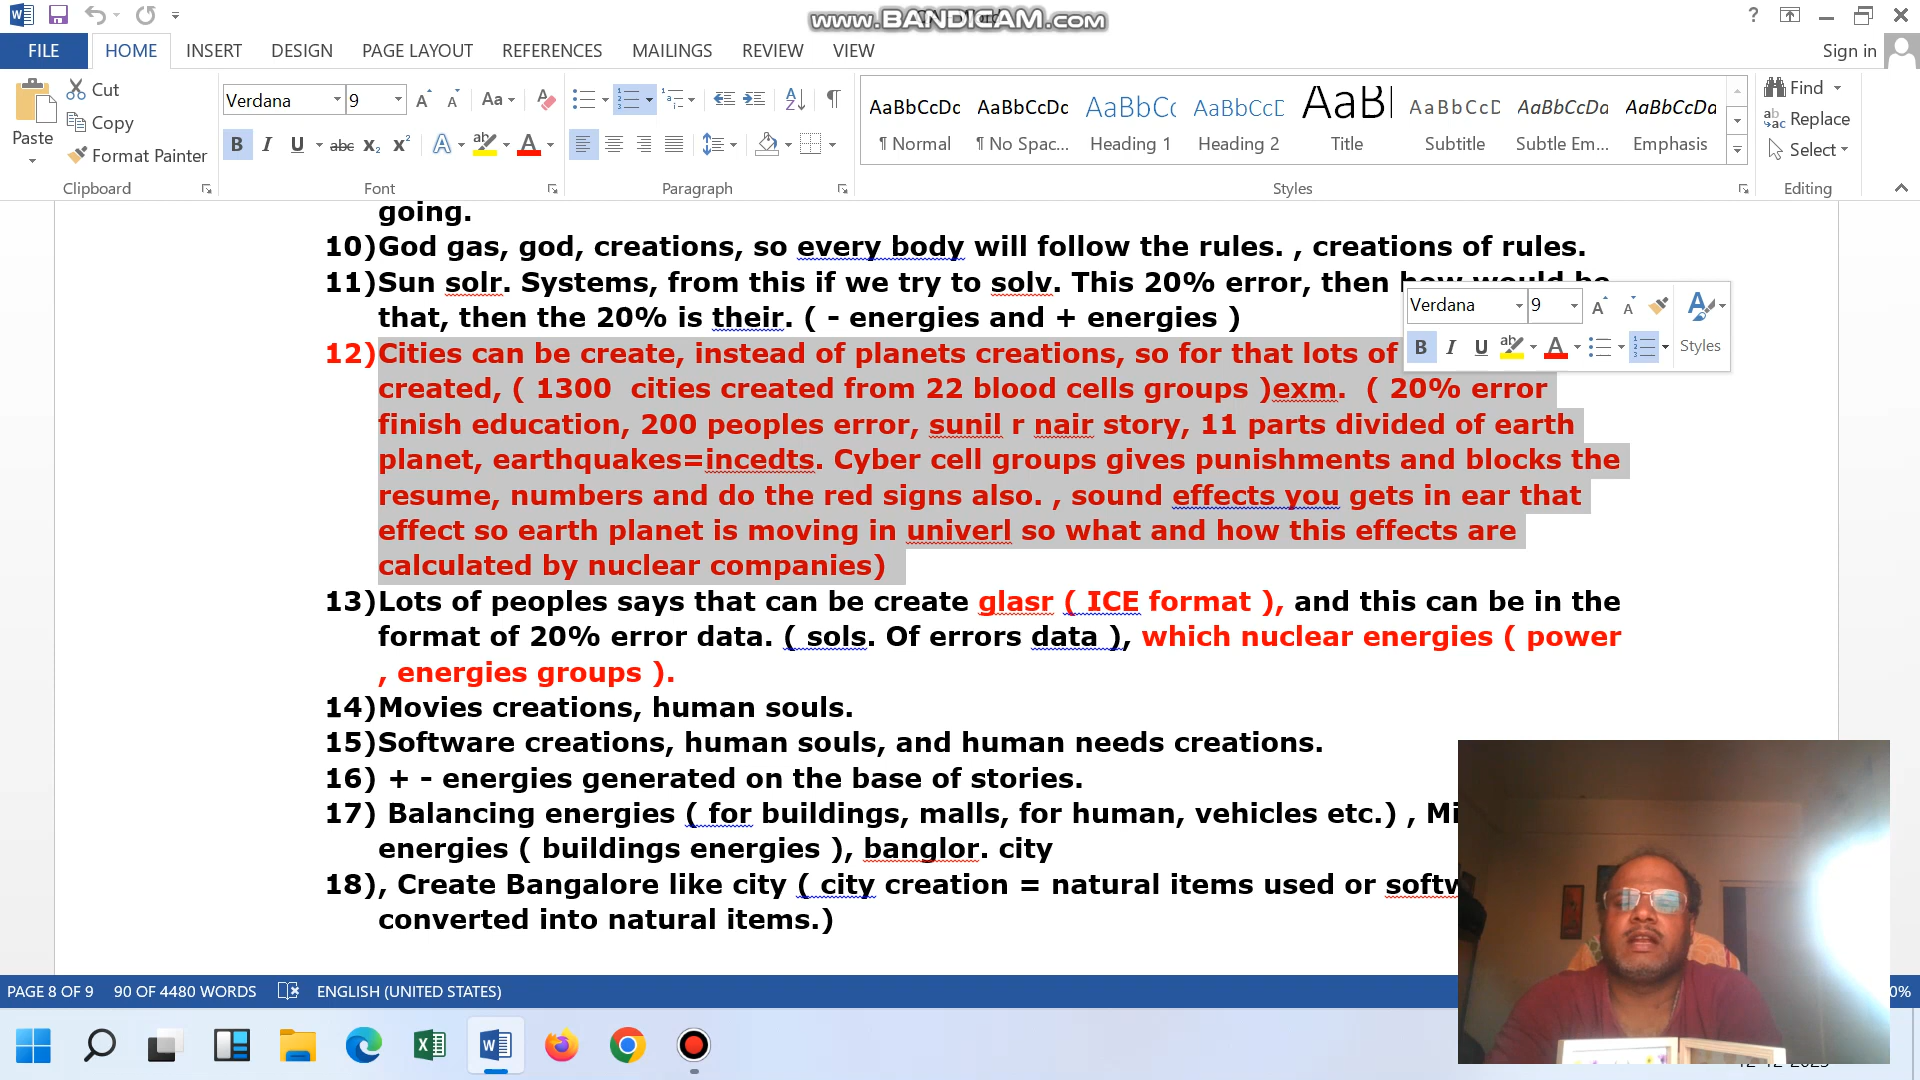 www.BANDICAM.com
FILE HOME INSERT DESIGN PAGE LAYOUT REFERENCES MAILINGS REVIEW VIEW Sign in
Cut
Copy
Format Painter
Paste
Verdana 9
AaBbCcDc AaBbCcDc AaBbC( AaBbCcD AaB AaBbCcD AaBbCcDa AaBbCcDa
¶ Normal ¶ No Spac... Heading 1 Heading 2 Title Subtitle Subtle Em... Emphasis
Find
Replace
Select
Clipboard Font Paragraph Styles Editing
going.
10)God gas, god, creations, so every body will follow the rules. , creations of rules.
11)Sun solr. Systems, from this if we try to solv. This 20% error, then how would be
that, then the 20% is their. ( - energies and + energies )
Verdana 9
Styles
12)Cities can be create, instead of planets creations, so for that lots of
created, ( 1300 cities created from 22 blood cells groups )exm. ( 20% error
finish education, 200 peoples error, sunil r nair story, 11 parts divided of earth
planet, earthquakes=incedts. Cyber cell groups gives punishments and blocks the
resume, numbers and do the red signs also. , sound effects you gets in ear that
effect so earth planet is moving in univerl so what and how this effects are
calculated by nuclear companies)
13)Lots of peoples says that can be create glasr ( ICE format ), and this can be in the
format of 20% error data. ( sols. Of errors data ), which nuclear energies ( power
, energies groups ).
14)Movies creations, human souls.
15)Software creations, human souls, and human needs creations.
16) + - energies generated on the base of stories.
17) Balancing energies ( for buildings, malls, for human, vehicles etc.) , Mi
energies ( buildings energies ), banglor. city
18), Create Bangalore like city ( city creation = natural items used or softw
converted into natural items.)
PAGE 8 OF 9 90 OF 4480 WORDS ENGLISH (UNITED STATES) 0%